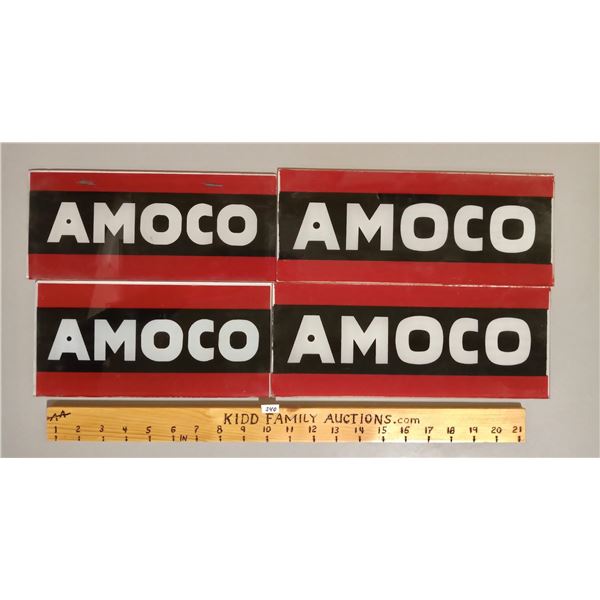 AMOCO AMOCO
AMOCO AMOCO
240
KIDD FAMILY AUCTIONS.com
1 2 3 4 5 6 IN 7 8 9 10 11 12 13 14 15 16 17 18 19 20 21